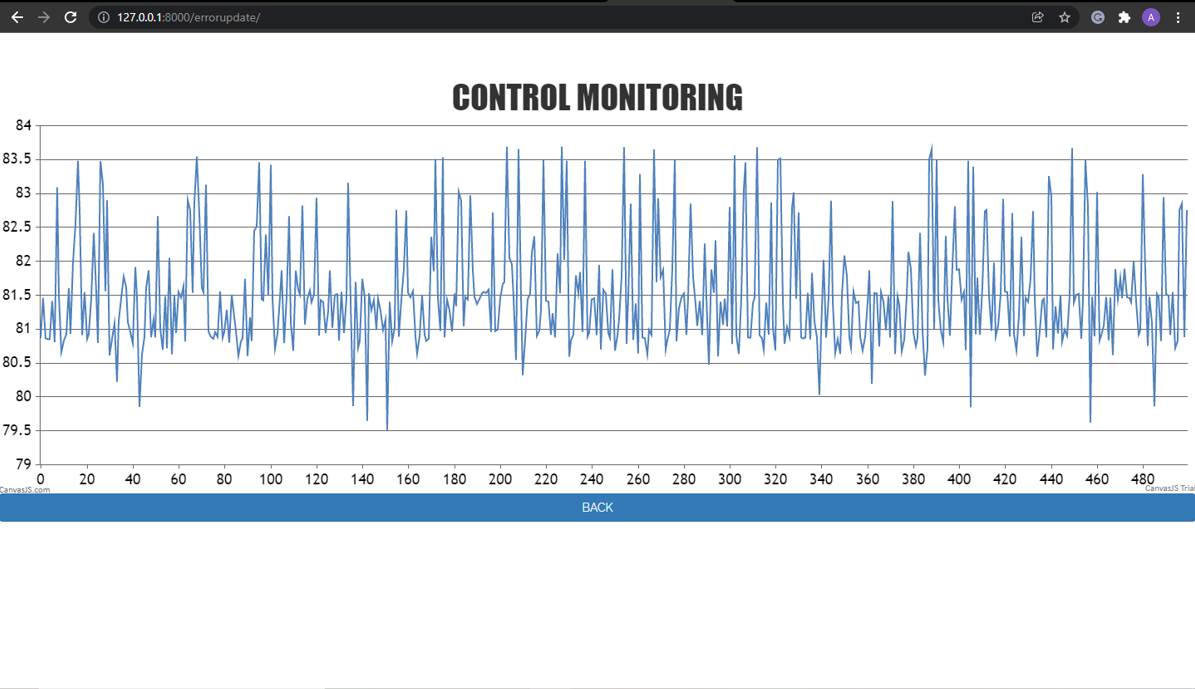 127.0.0.1:8000/errorupdate/
A
CONTROL MONITORING
84
83.5
83
82.5
82
81.5
81
80.5
80
79.5
79
0 20 40 60 80 100 120 140 160 180 200 220 240 260 280 300 320 340 360 380 400 420 440 460 480
CanvasJS.com
CanvasJS Trial
BACK